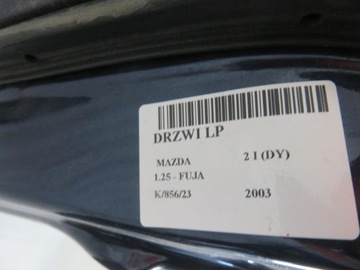 DRZWI LP
MAZDA 2 I (DY)
1.25 - FUJA
K/856/23 2003